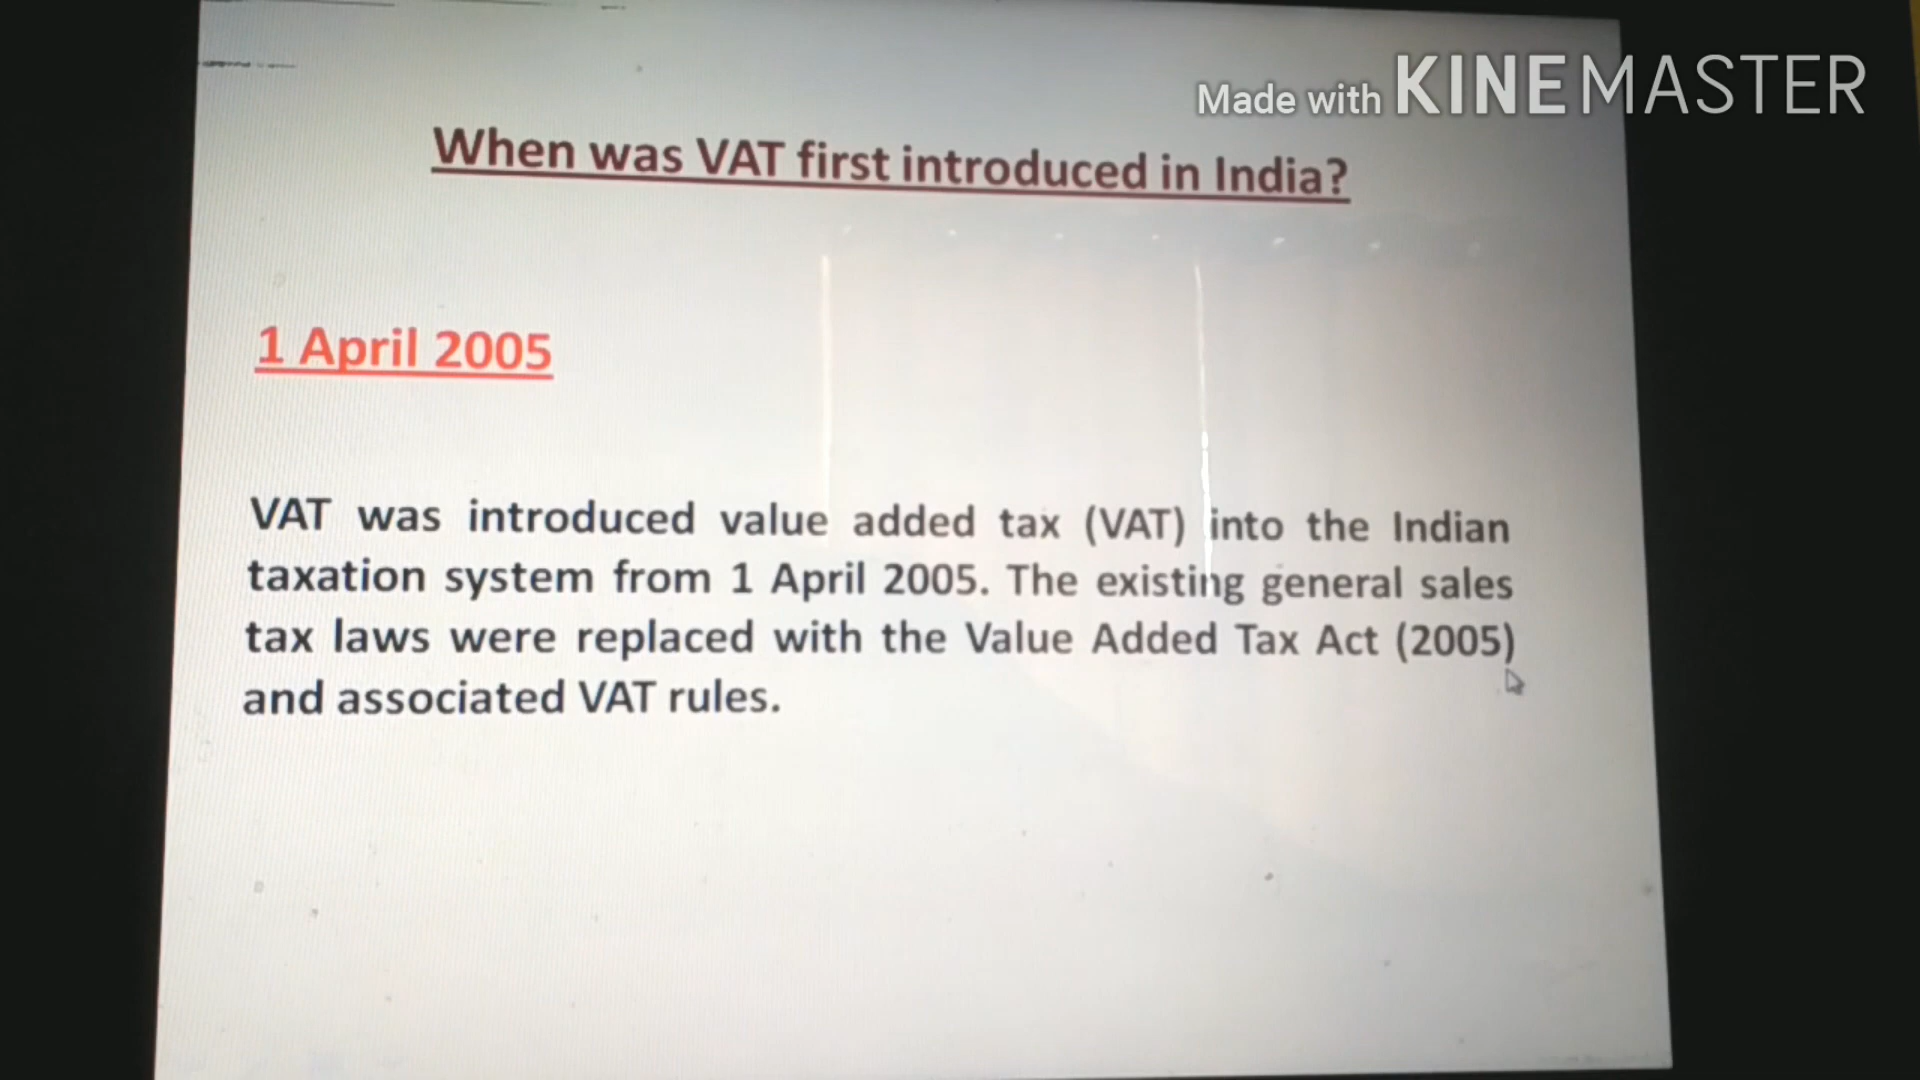 Made with KINEMASTER
When was VAT first introduced in India?
1 April 2005
VAT was introduced value added tax (VAT) into the Indian
taxation system from 1 April 2005. The existing general sales
tax laws were replaced with the Value Added Tax Act (2005)
and associated VAT rules.